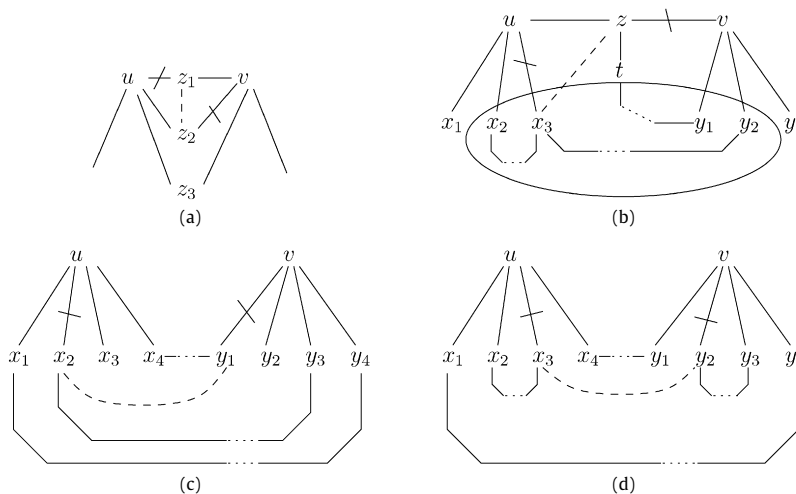 u z v
u z₁ v
t
z₂
x₁ x₂ x₃ y₁ y₂ y
z₃
(a) (b)
u v u v
x₁ x₂ x₃ x₄ y₁ y₂ y₃ y₄ x₁ x₂ x₃ x₄ y₁ y₂ y₃ y
(c) (d)